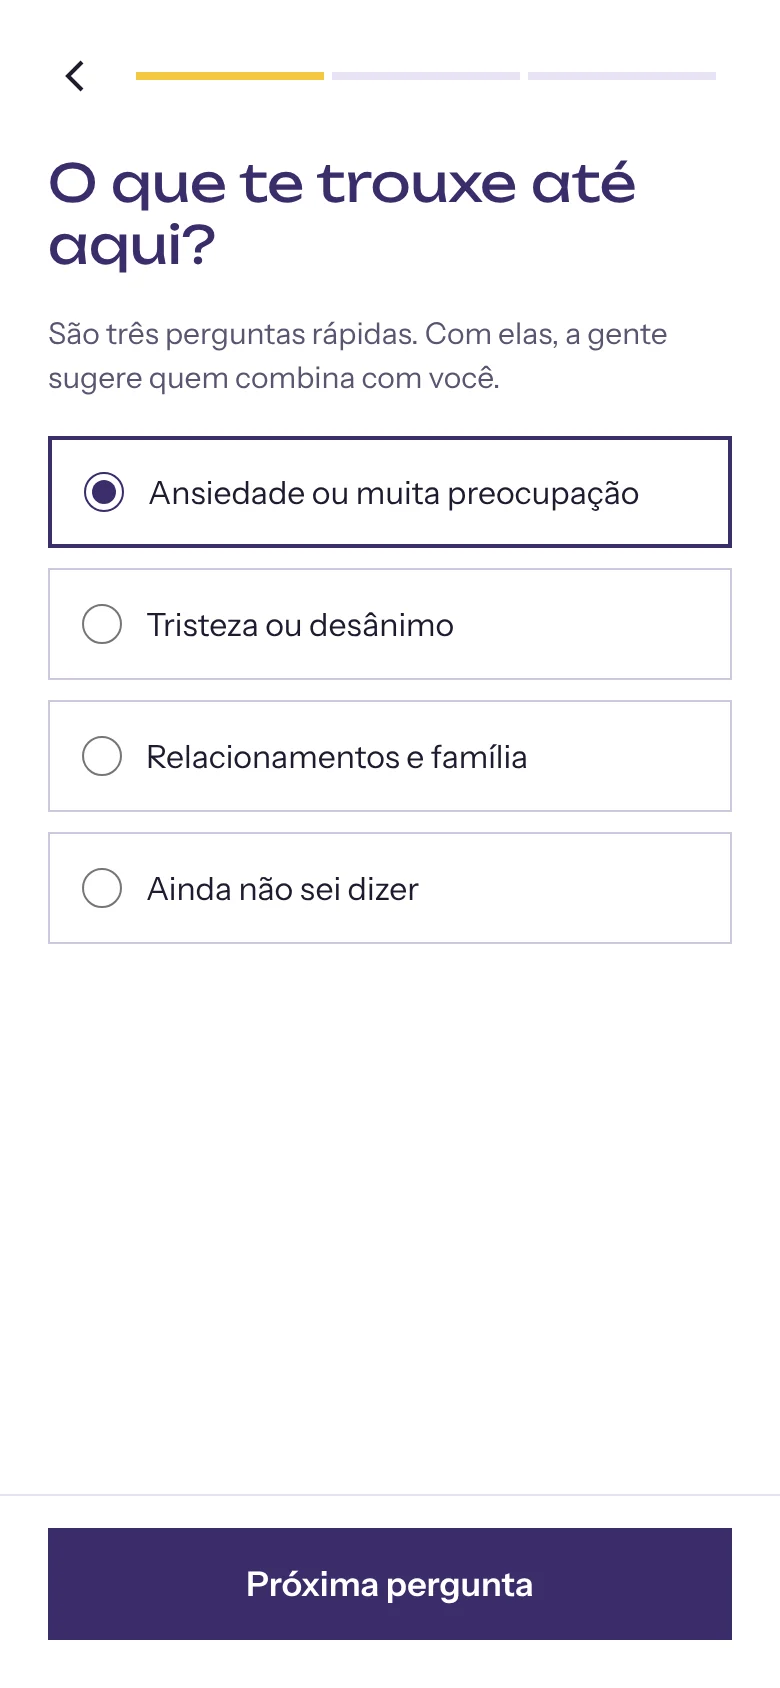 O que te trouxe até
aqui?
São três perguntas rápidas. Com elas, a gente
sugere quem combina com você.
Ansiedade ou muita preocupação
Tristeza ou desânimo
Relacionamentos e família
Ainda não sei dizer
Próxima pergunta